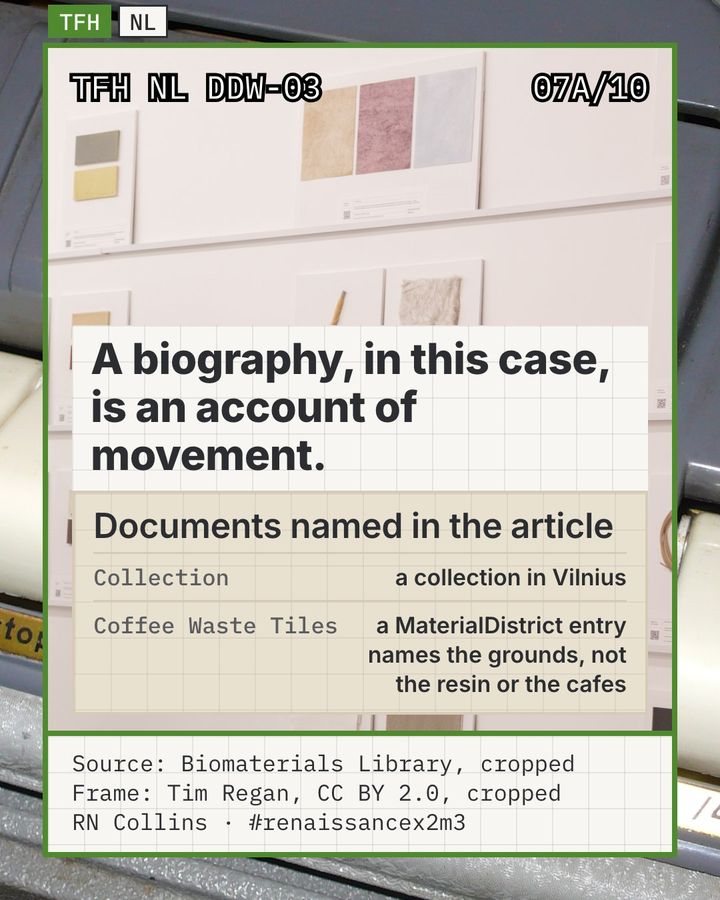 TFH NL
TFH NL DDW-03 07A/10
A biography, in this case,
is an account of
movement.
Documents named in the article
Collection a collection in Vilnius
Coffee Waste Tiles a MaterialDistrict entry
names the grounds, not
the resin or the cafes
Source: Biomaterials Library, cropped
Frame: Tim Regan, CC BY 2.0, cropped
RN Collins · #renaissancex2m3